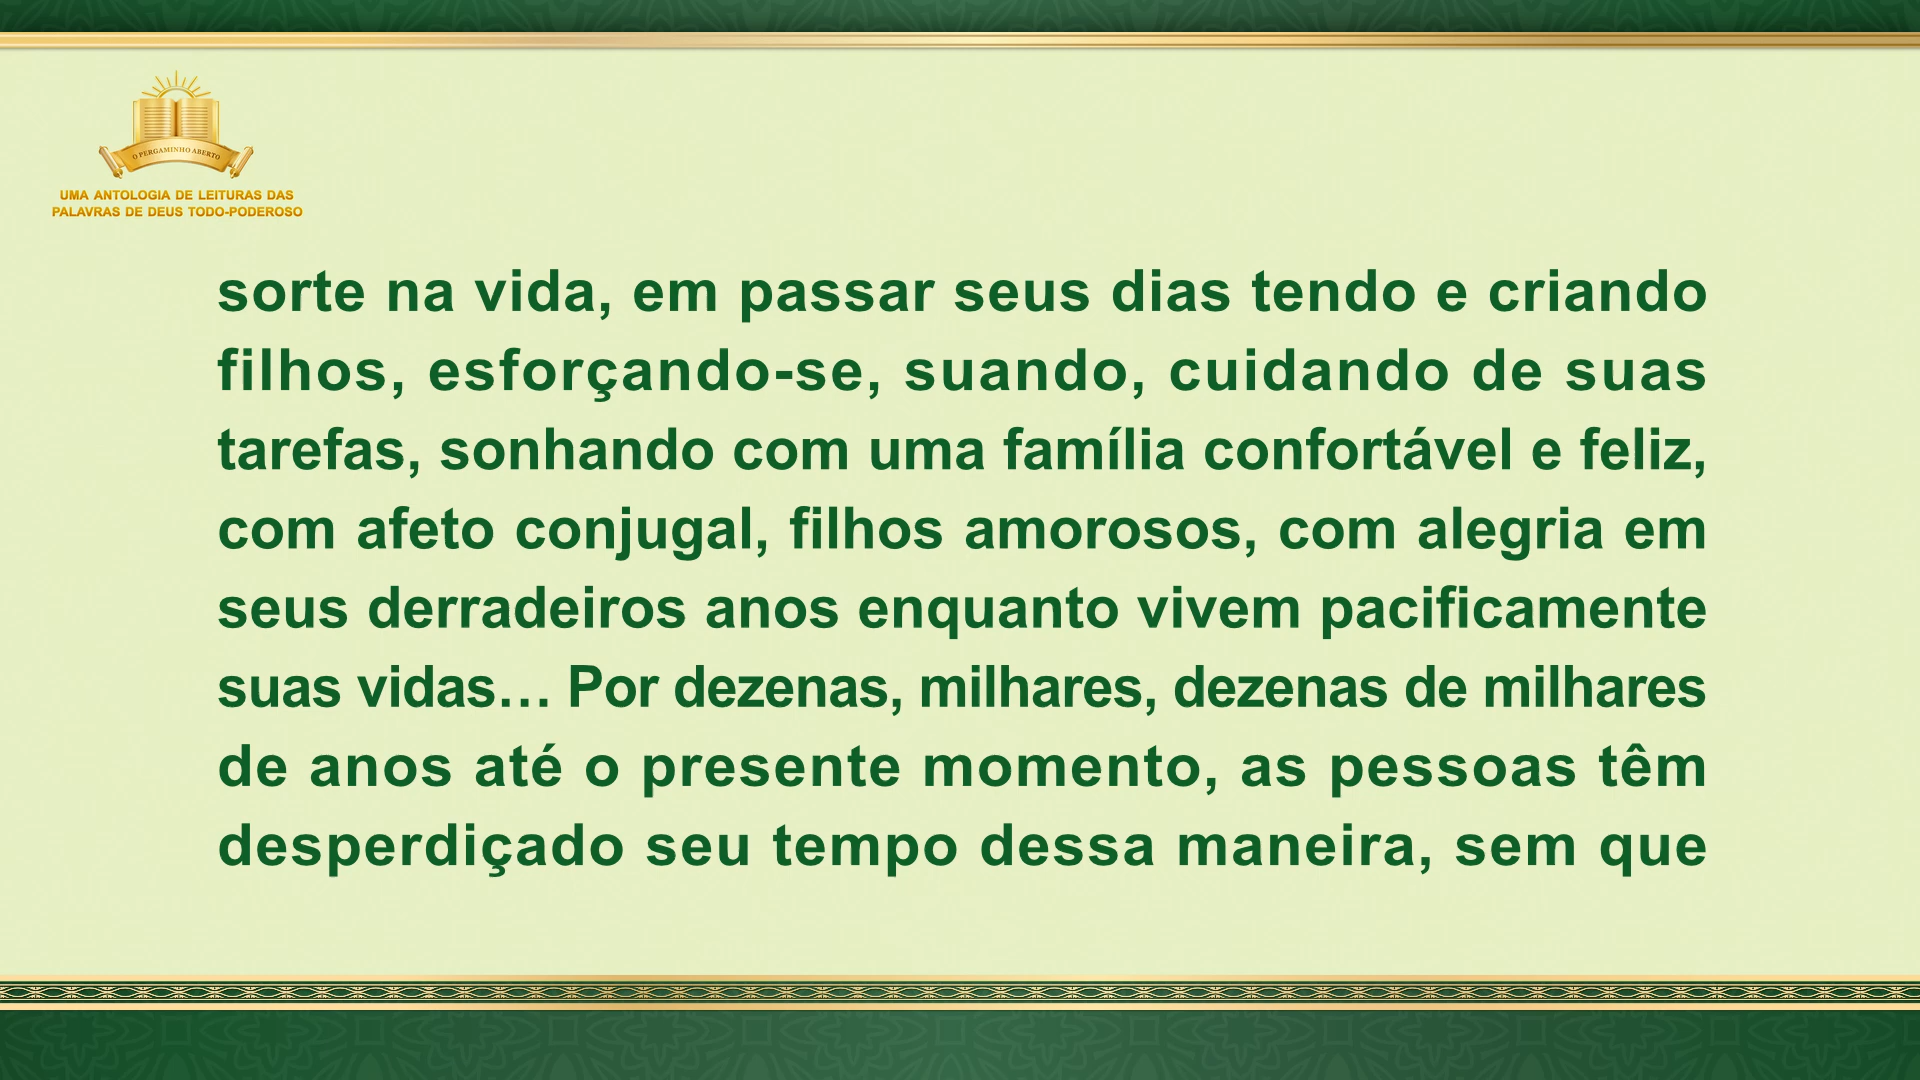 O PERGAMINHO ABERTO
UMA ANTOLOGIA DE LEITURAS DAS
PALAVRAS DE DEUS TODO-PODEROSO
sorte na vida, em passar seus dias tendo e criando
filhos, esforçando-se, suando, cuidando de suas
tarefas, sonhando com uma família confortável e feliz,
com afeto conjugal, filhos amorosos, com alegria em
seus derradeiros anos enquanto vivem pacificamente
suas vidas… Por dezenas, milhares, dezenas de milhares
de anos até o presente momento, as pessoas têm
desperdiçado seu tempo dessa maneira, sem que